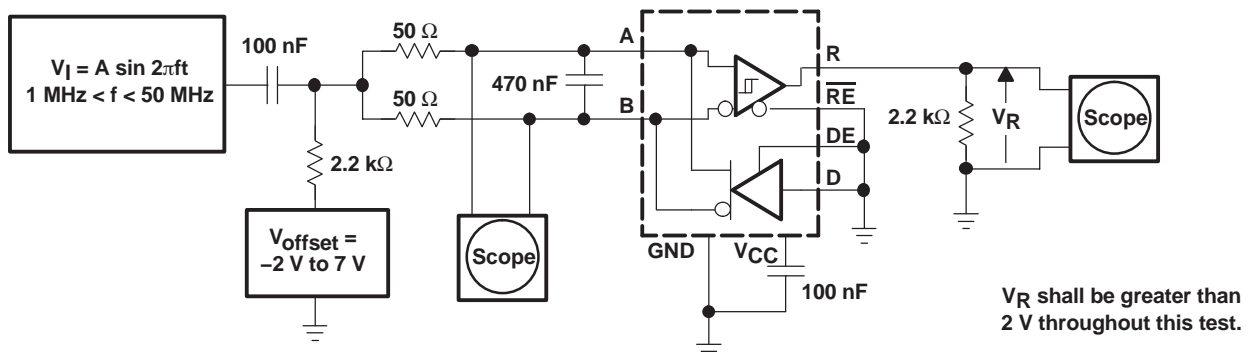 V_I = A sin 2πft
1 MHz < f < 50 MHz
100 nF
50 Ω
50 Ω
2.2 kΩ
V_offset =
–2 V to 7 V
470 nF
Scope
A
B
R
R̅E̅
DE
D
GND
V_CC
100 nF
2.2 kΩ
V_R
Scope
V_R shall be greater than
2 V throughout this test.